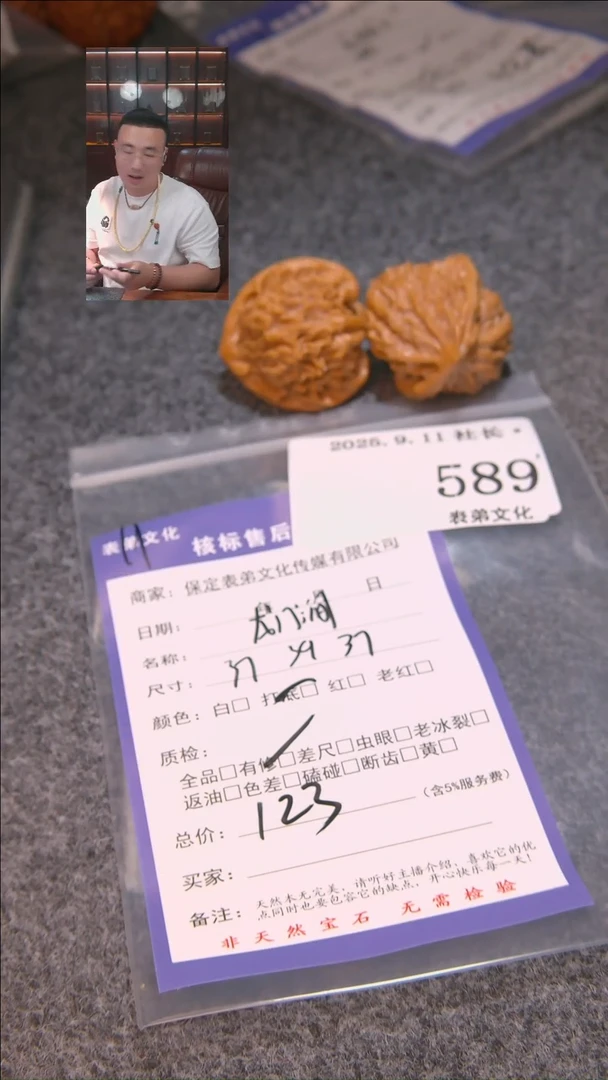 2025.9.11 社长
589
表弟文化
表弟文化 核标售后
商家：保定表弟文化传媒有限公司
日期： 日
名称： 龙门涧
尺寸： 37 41 37
颜色：白□ 打底□ 红□ 老红□
质检：
全品□有修□差尺□虫眼□老冰裂□
返油□色差□磕碰□断齿□黄□
总价： 123 （含5%服务费）
买家：
备注：天然本无完美，请听好主播介绍，喜欢它的优
点同时也要包容它的缺点，开心快乐每一天！
非天然宝石 无需检验